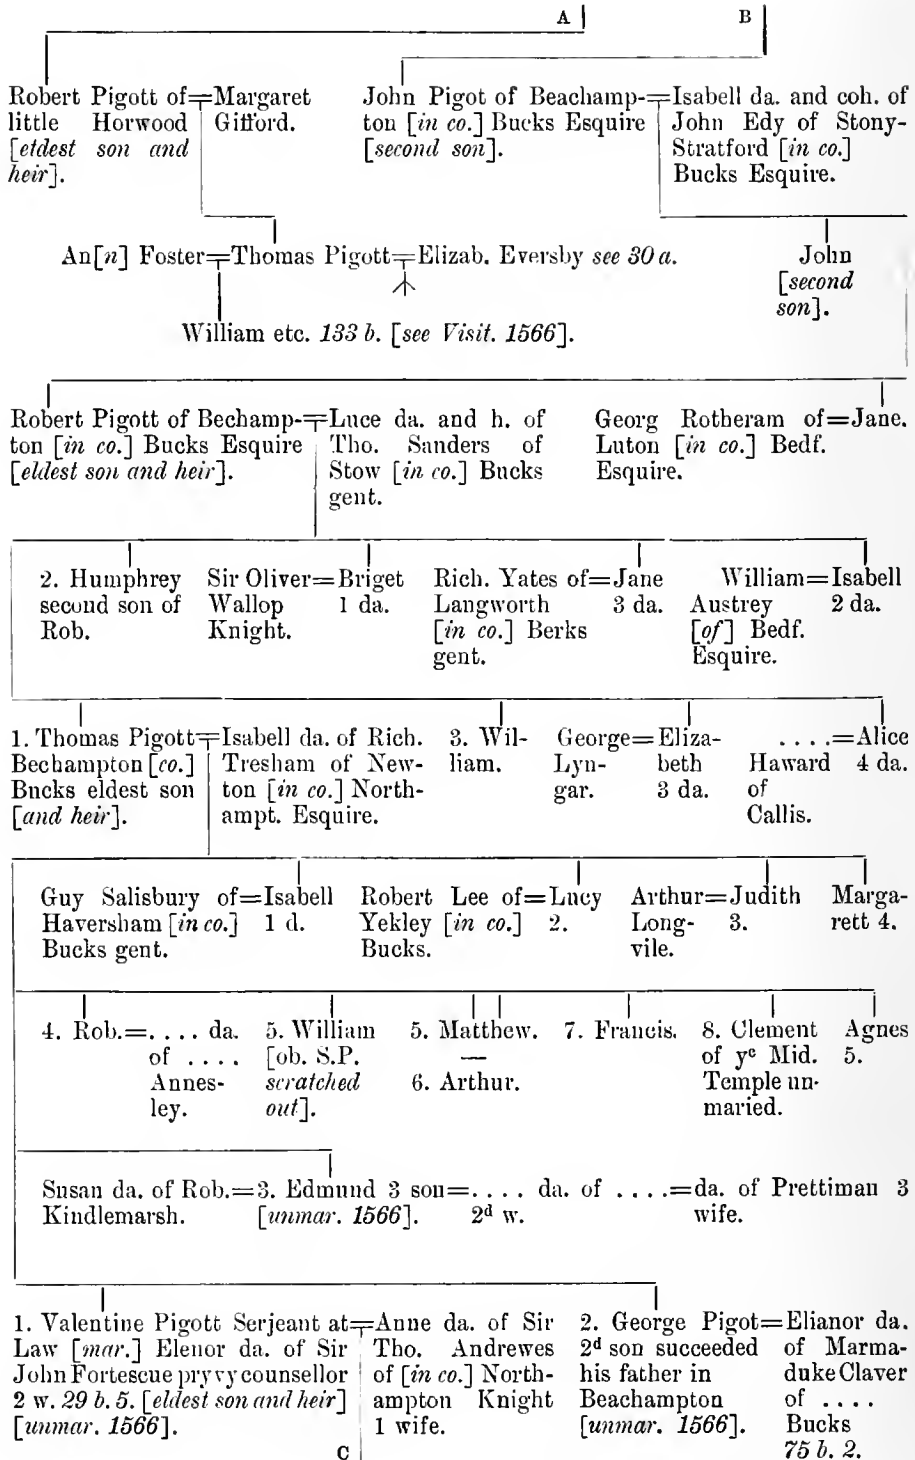 A B
Robert Pigott of=Margaret
little Horwood Gifford.
[etdest son and
heir].
John Pigot of Beachamp-=Isabell da. and coh. of
ton [in co.] Bucks Esquire John Edy of Stony-
[second son]. Stratford [in co.]
Bucks Esquire.
An[n] Foster=Thomas Pigott=Elizab. Eversby see 30 a.
John
[second
son].
William etc. 133 b. [see Visit. 1566].
Robert Pigott of Bechamp-=Luce da. and h. of
ton [in co.] Bucks Esquire Tho. Sanders of
[eldest son and heir]. Stow [in co.] Bucks
gent.
Georg Rotheram of=Jane.
Luton [in co.] Bedf.
Esquire.
2. Humphrey
second son of
Rob.
Sir Oliver=Briget
Wallop 1 da.
Knight.
Rich. Yates of=Jane
Langworth 3 da.
[in co.] Berks
gent.
William=Isabell
Austrey 2 da.
[of] Bedf.
Esquire.
1. Thomas Pigott=Isabell da. of Rich.
Bechampton [co.] Tresham of New-
Bucks eldest son ton [in co.] North-
[and heir]. ampt. Esquire.
3. Wil-
liam.
George=Eliza-
Lyn- beth
gar. 3 da.
. . . .=Alice
Haward 4 da.
of
Callis.
Guy Salisbury of=Isabell
Haversham [in co.] 1 d.
Bucks gent.
Robert Lee of=Lucy
Yekley [in co.] 2.
Bucks.
Arthur=Judith
Long- 3.
vile.
Marga-
rett 4.
4. Rob.=. . . . da.
of . . . .
Annes-
ley.
5. William
[ob. S.P.
scratched
out].
5. Matthew.
—
6. Arthur.
7. Francis.
8. Clement
of yᵉ Mid.
Temple un-
maried.
Agnes
5.
Susan da. of Rob.=3. Edmund 3 son=. . . . da. of . . . .=da. of Prettiman 3
Kindlemarsh. [unmar. 1566]. 2ᵈ w. wife.
1. Valentine Pigott Serjeant at=Anne da. of Sir
Law [mar.] Elenor da. of Sir Tho. Andrewes
John Fortescue pryvy counsellor of [in co.] North-
2 w. 29 b. 5. [eldest son and heir] ampton Knight
[unmar. 1566]. 1 wife.
2. George Pigot=Elianor da.
2ᵈ son succeeded of Marma-
his father in duke Claver
Beachampton of . . . .
[unmar. 1566]. Bucks
75 b. 2.
C